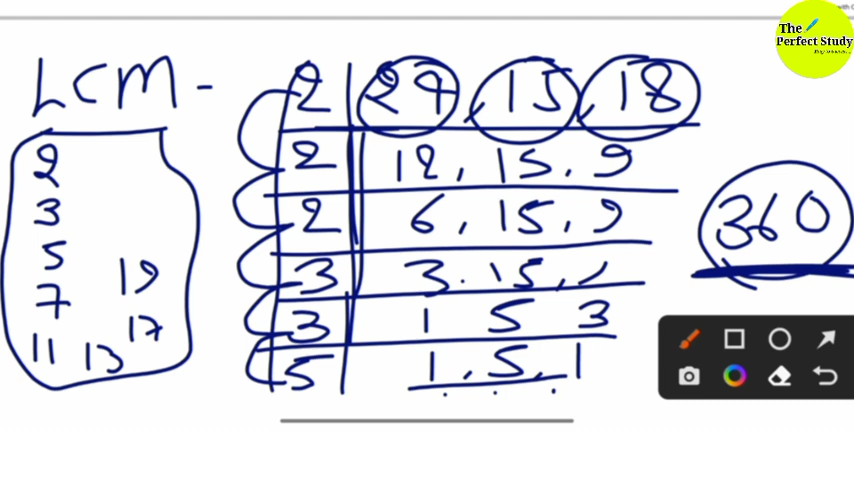 The
Perfect Study
LCM - 2 24, 15, 18
2 12, 15, 9
2 6, 15, 9
3 3, 15, 9
3 1 5 3
5 1, 5, 1
2
3
5 19
7 17
11 13
360